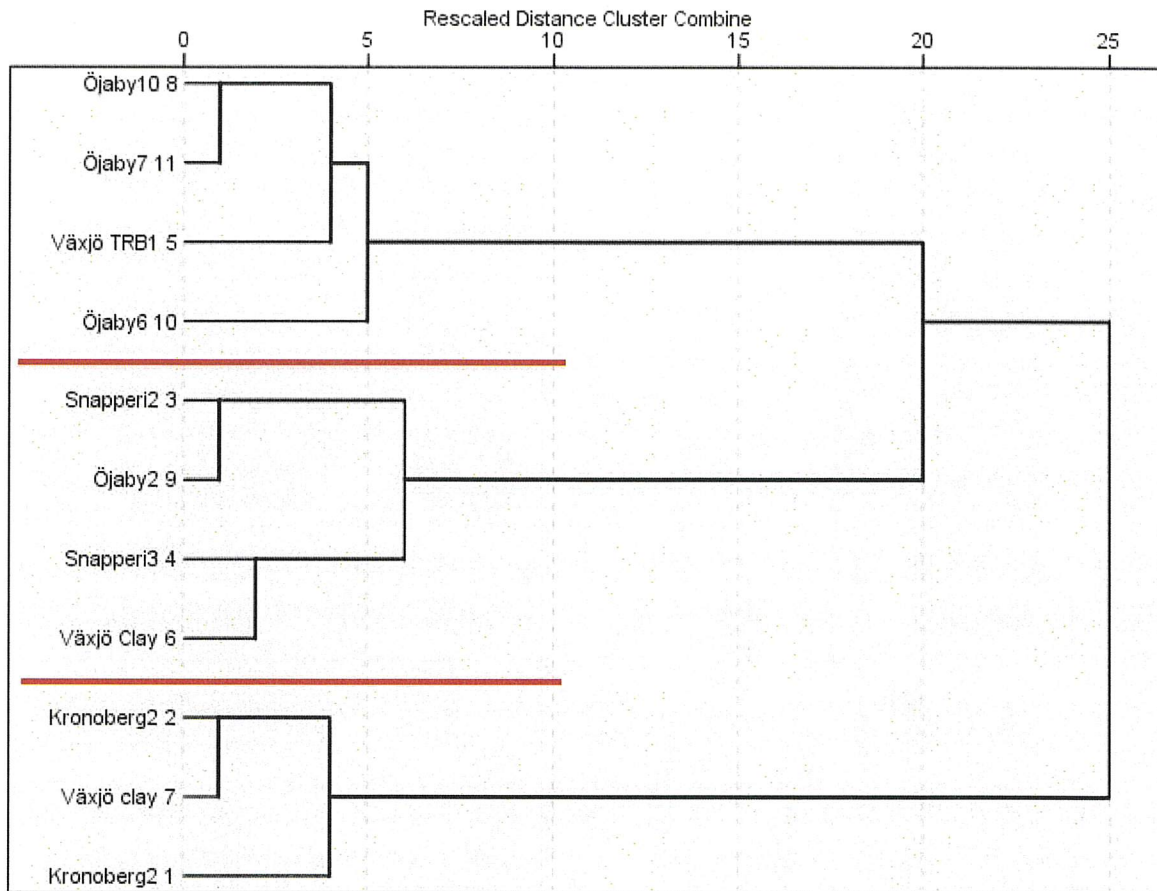 Rescaled Distance Cluster Combine
0 5 10 15 20 25
Öjaby10 8
Öjaby7 11
Växjö TRB1 5
Öjaby6 10
Snapperi2 3
Öjaby2 9
Snapperi3 4
Växjö Clay 6
Kronoberg2 2
Växjö clay 7
Kronoberg2 1